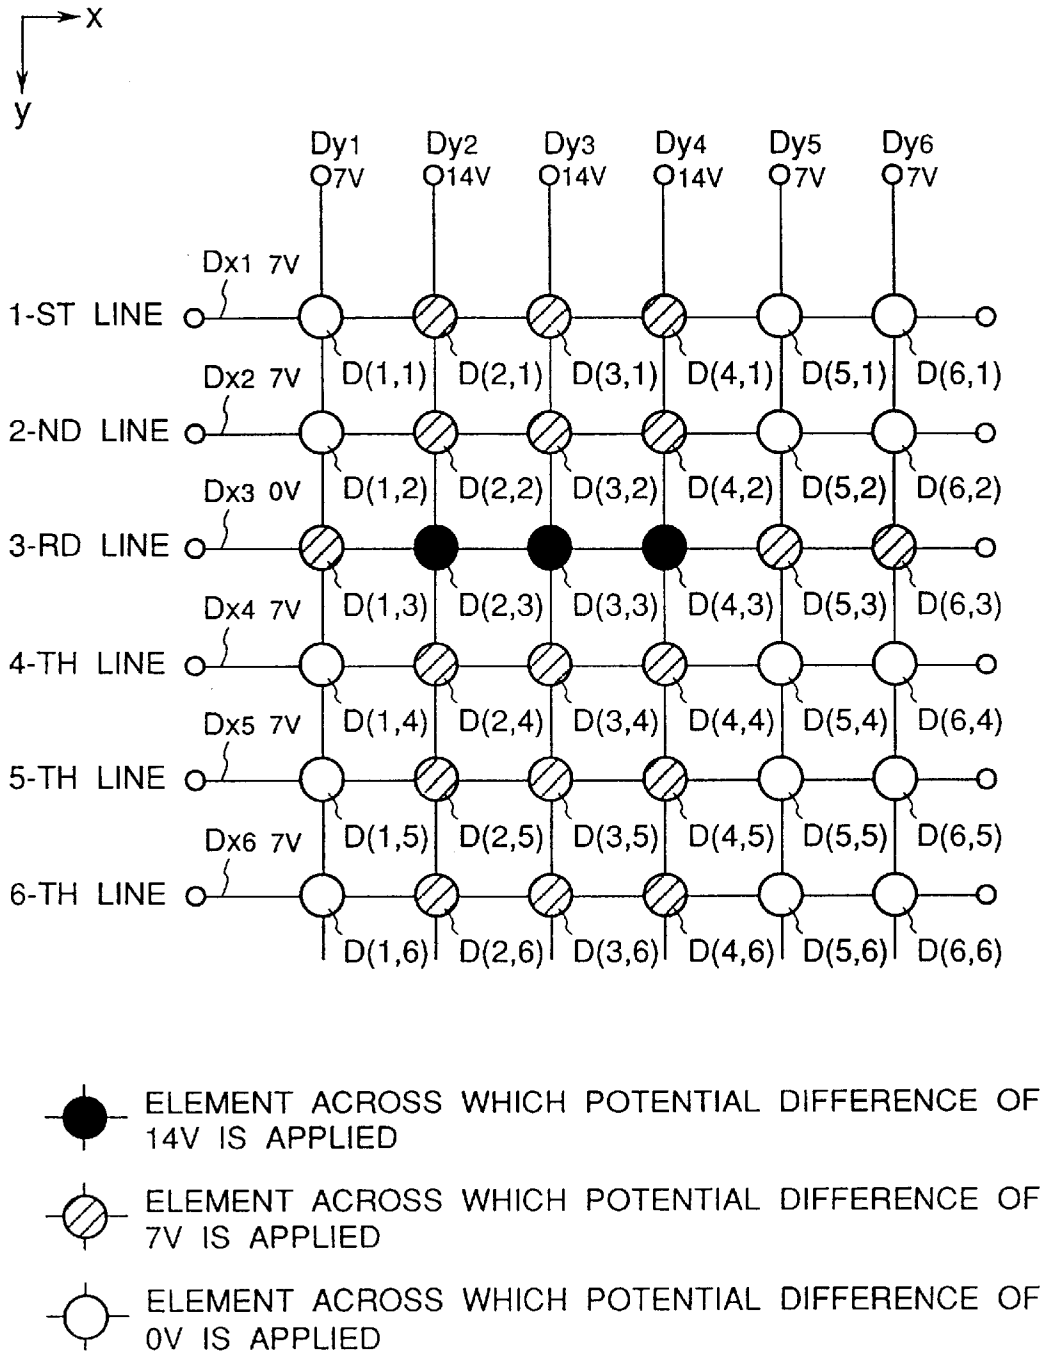 x
y
Dy1 Dy2 Dy3 Dy4 Dy5 Dy6
7V 14V 14V 14V 7V 7V
Dx1 7V
1-ST LINE
D(1,1) D(2,1) D(3,1) D(4,1) D(5,1) D(6,1)
Dx2 7V
2-ND LINE
D(1,2) D(2,2) D(3,2) D(4,2) D(5,2) D(6,2)
Dx3 0V
3-RD LINE
D(1,3) D(2,3) D(3,3) D(4,3) D(5,3) D(6,3)
Dx4 7V
4-TH LINE
D(1,4) D(2,4) D(3,4) D(4,4) D(5,4) D(6,4)
Dx5 7V
5-TH LINE
D(1,5) D(2,5) D(3,5) D(4,5) D(5,5) D(6,5)
Dx6 7V
6-TH LINE
D(1,6) D(2,6) D(3,6) D(4,6) D(5,6) D(6,6)
ELEMENT ACROSS WHICH POTENTIAL DIFFERENCE OF
14V IS APPLIED
ELEMENT ACROSS WHICH POTENTIAL DIFFERENCE OF
7V IS APPLIED
ELEMENT ACROSS WHICH POTENTIAL DIFFERENCE OF
0V IS APPLIED